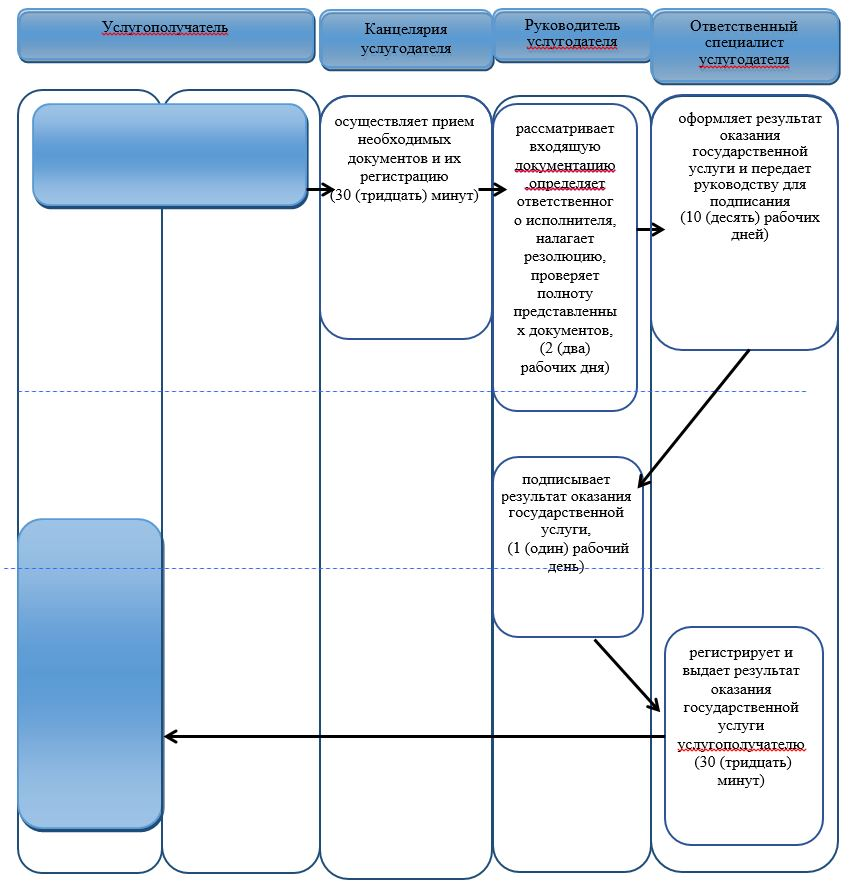 Услугополучатель
Канцелярия
услугодателя
Руководитель
услугодателя
Ответственный
специалист
услугодателя
осуществляет прием
необходимых
документов и их
регистрацию
(30 (тридцать) минут)
рассматривает
входящую
документацию
определяет
ответственног
о исполнителя,
налагает
резолюцию,
проверяет
полноту
представленны
х документов,
(2 (два)
рабочих дня)
оформляет результат
оказания
государственной
услуги и передает
руководству для
подписания
(10 (десять) рабочих
дней)
подписывает
результат оказания
государственной
услуги,
(1 (один) рабочий
день)
регистрирует и
выдает результат
оказания
государственной
услуги
услугополучателю
(30 (тридцать)
минут)